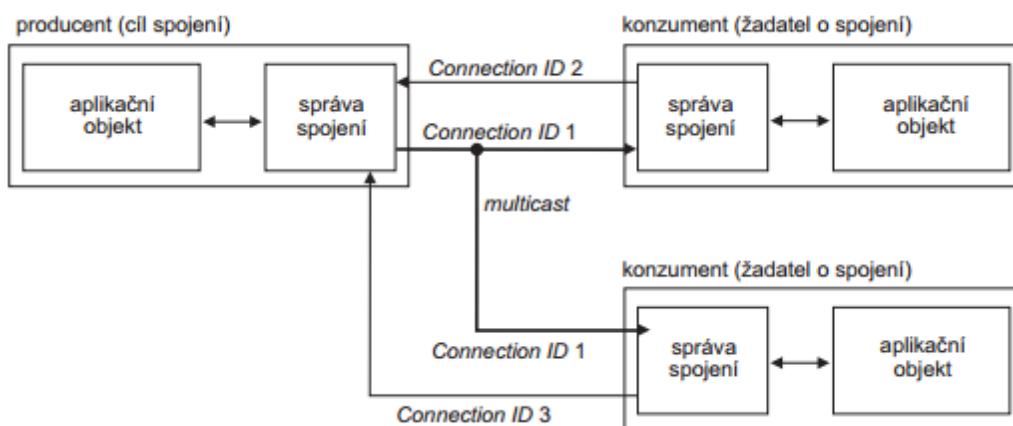 producent (cíl spojení)
aplikační
objekt
správa
spojení
Connection ID 2
Connection ID 1
multicast
konzument (žadatel o spojení)
správa
spojení
aplikační
objekt
konzument (žadatel o spojení)
Connection ID 1
Connection ID 3
správa
spojení
aplikační
objekt